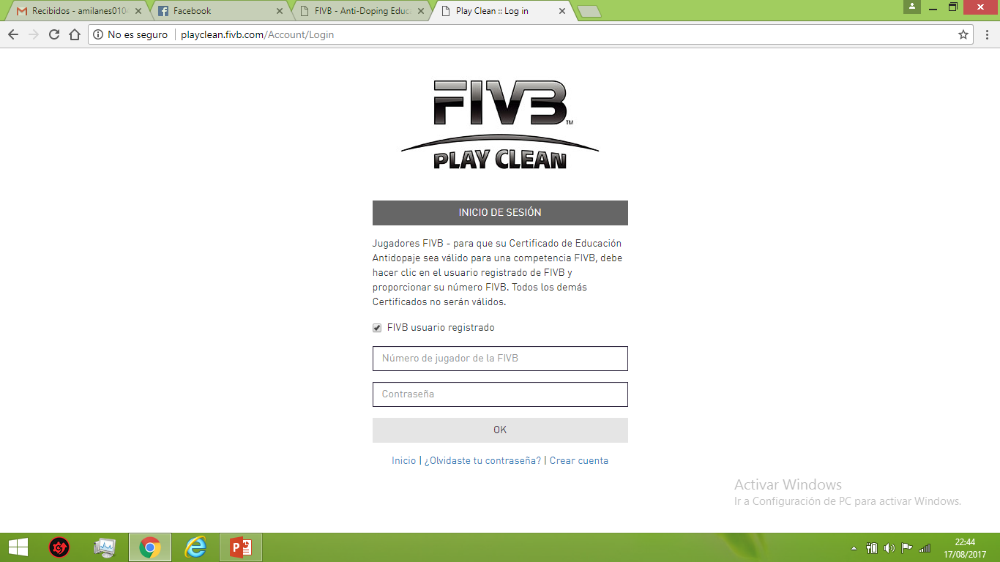 Recibidos - amilanes010
Facebook
FIVB - Anti-Doping Educ
Play Clean :: Log in
No es seguro
playclean.fivb.com/Account/Login
FIVB
TM
PLAY CLEAN
INICIO DE SESIÓN
Jugadores FIVB - para que su Certificado de Educación
Antidopaje sea válido para una competencia FIVB, debe
hacer clic en el usuario registrado de FIVB y
proporcionar su número FIVB. Todos los demás
Certificados no serán válidos.
FIVB usuario registrado
Número de jugador de la FIVB
Contraseña
OK
Inicio | ¿Olvidaste tu contraseña? | Crear cuenta
Activar Windows
Ir a Configuración de PC para activar Windows.
22:44
17/08/2017